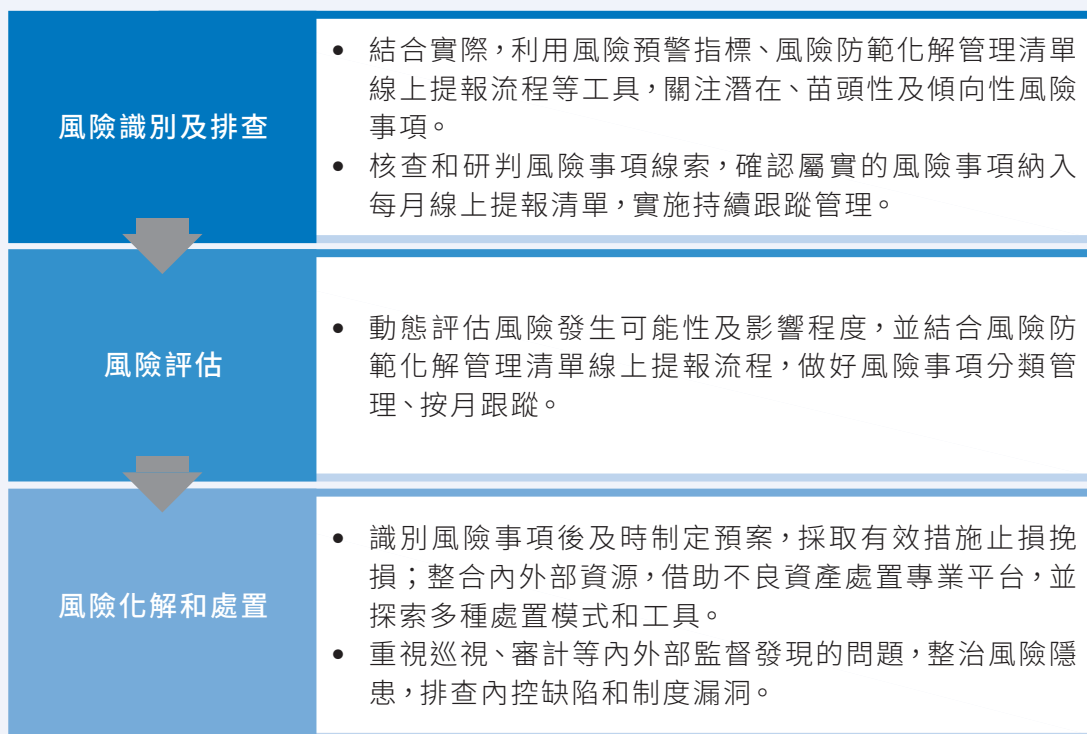 風險識別及排查
• 結合實際，利用風險預警指標、風險防範化解管理清單
線上提報流程等工具，關注潛在、苗頭性及傾向性風險
事項。
• 核查和研判風險事項線索，確認屬實的風險事項納入
每月線上提報清單，實施持續跟蹤管理。
風險評估
• 動態評估風險發生可能性及影響程度，並結合風險防
範化解管理清單線上提報流程，做好風險事項分類管
理、按月跟蹤。
風險化解和處置
• 識別風險事項後及時制定預案，採取有效措施止損挽
損；整合內外部資源，借助不良資產處置專業平台，並
探索多種處置模式和工具。
• 重視巡視、審計等內外部監督發現的問題，整治風險隱
患，排查內控缺陷和制度漏洞。